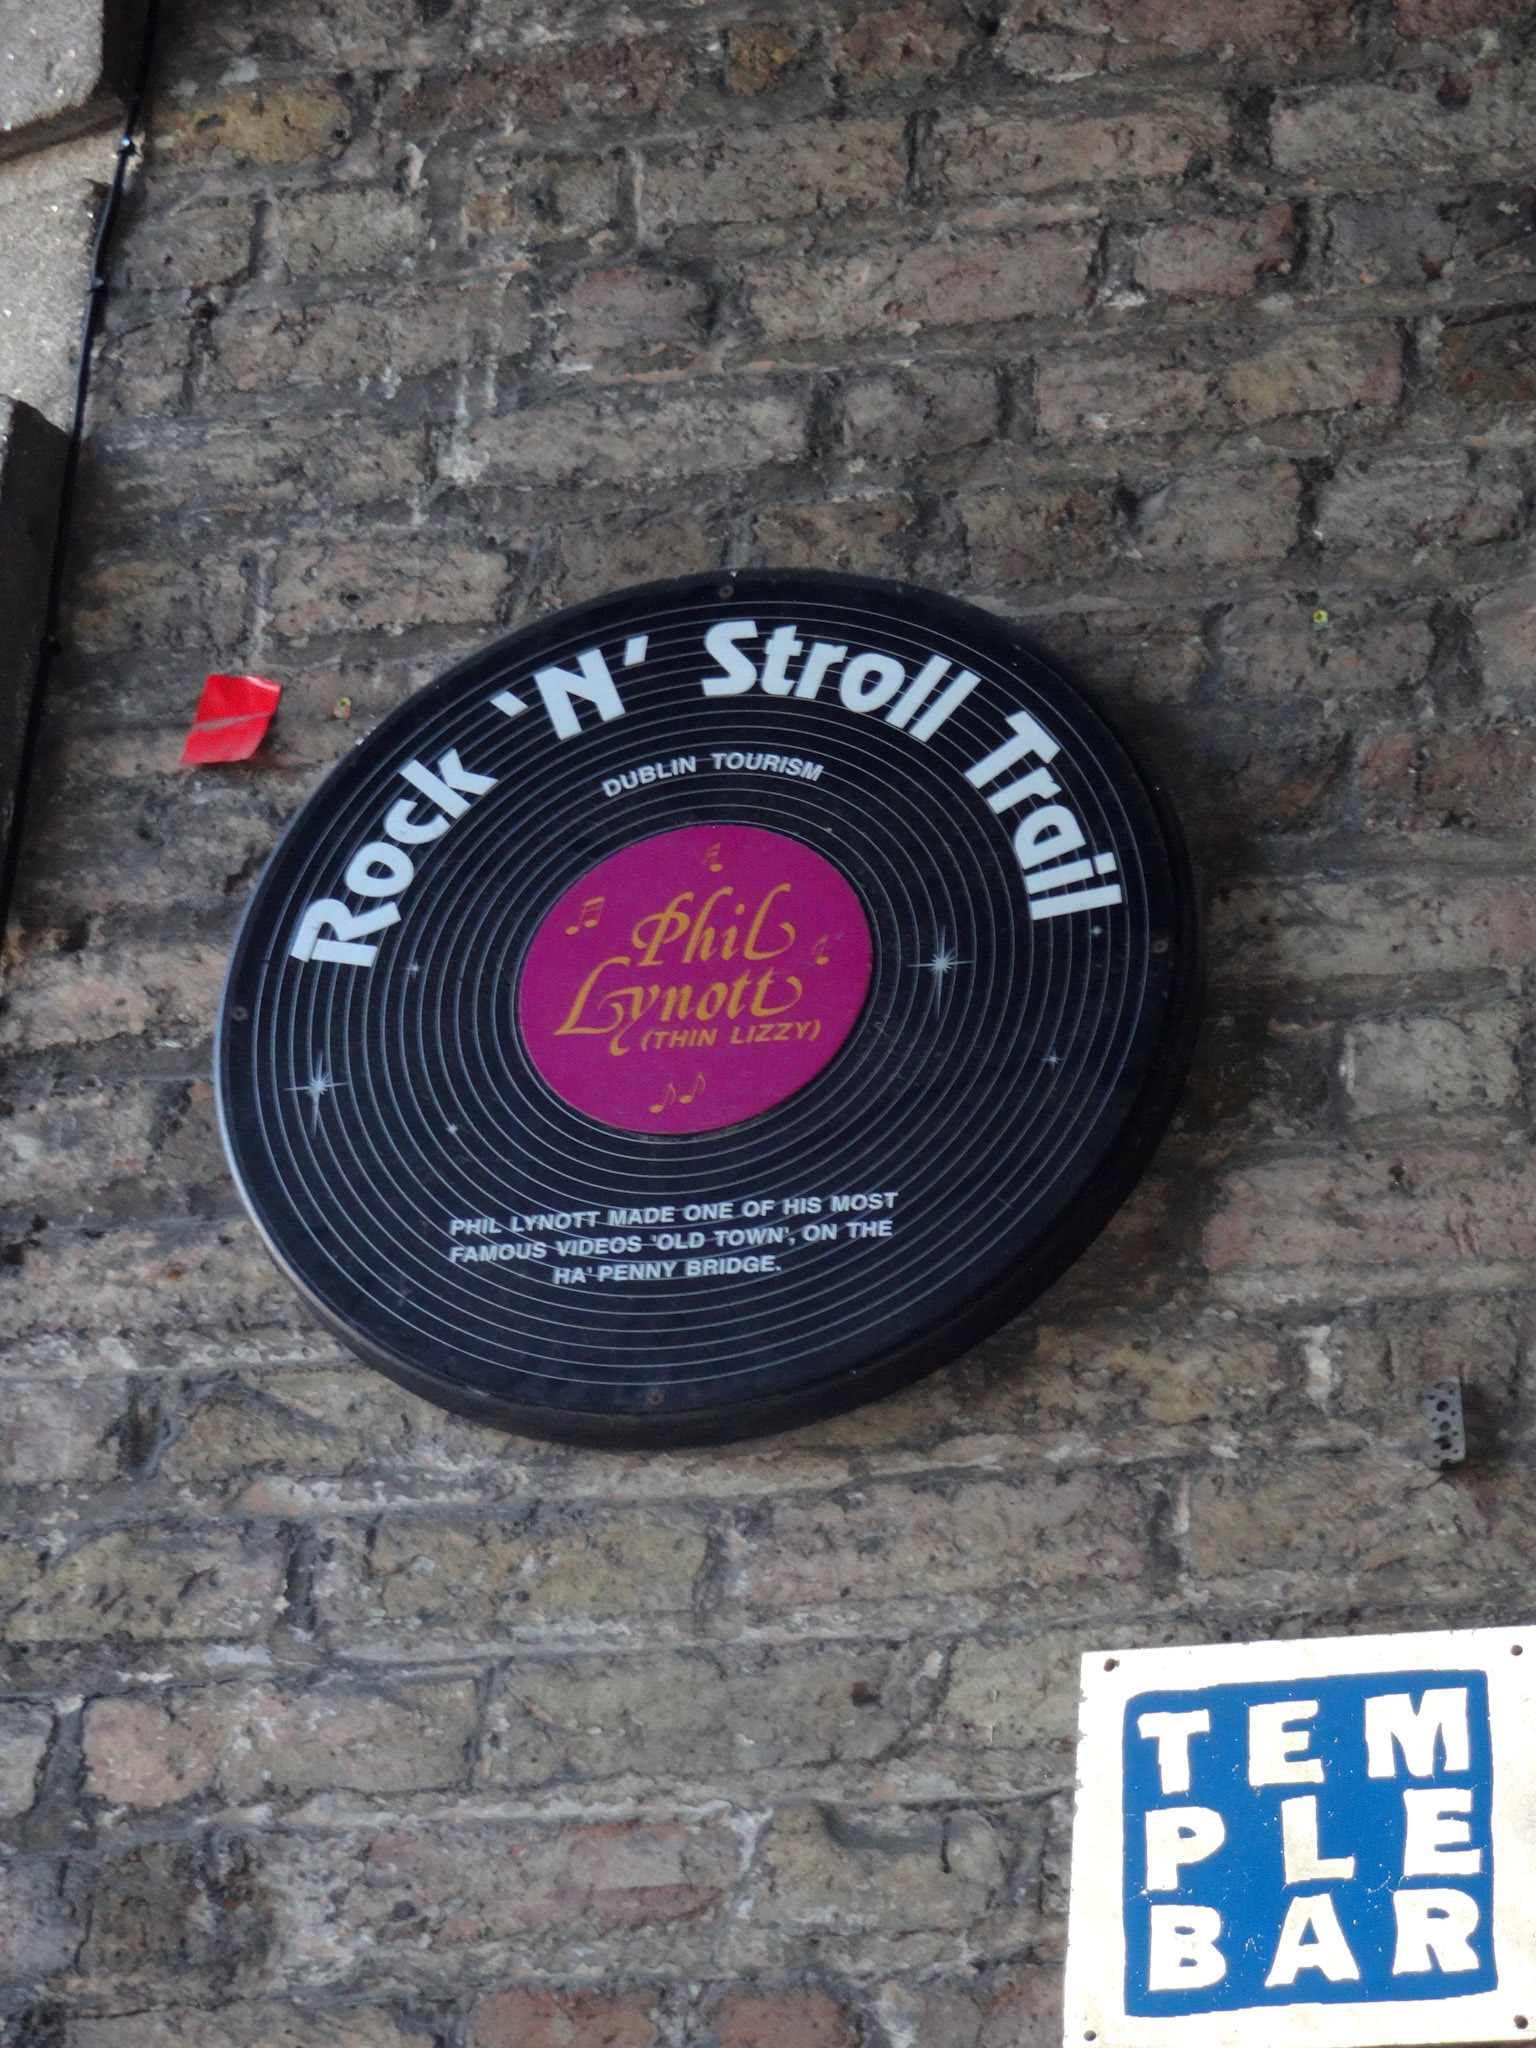 Rock 'N' Stroll Trail
DUBLIN TOURISM
Phil
Lynott
(THIN LIZZY)
PHIL LYNOTT MADE ONE OF HIS MOST
FAMOUS VIDEOS 'OLD TOWN', ON THE
HA' PENNY BRIDGE.
TEM
PLE
BAR